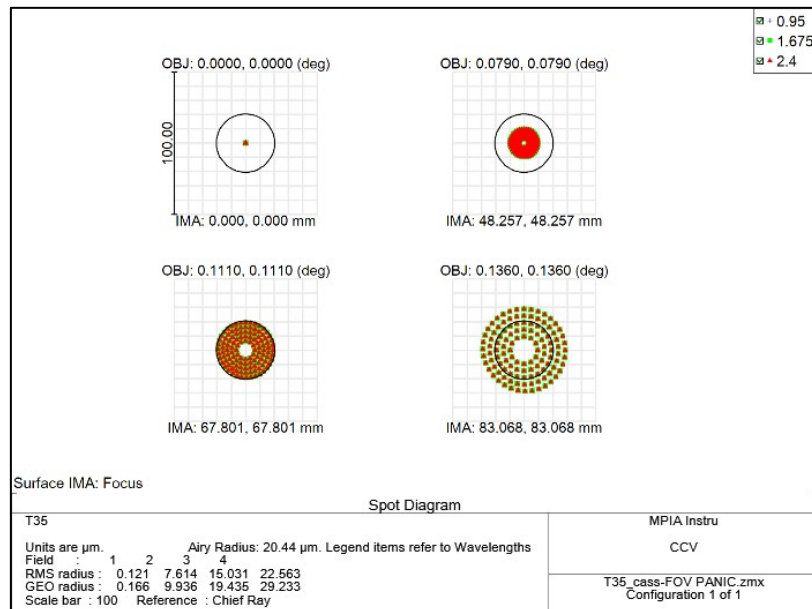 0.95
1.675
2.4
OBJ: 0.0000, 0.0000 (deg)
OBJ: 0.0790, 0.0790 (deg)
100.00
IMA: 0.000, 0.000 mm
IMA: 48.257, 48.257 mm
OBJ: 0.1110, 0.1110 (deg)
OBJ: 0.1360, 0.1360 (deg)
IMA: 67.801, 67.801 mm
IMA: 83.068, 83.068 mm
Surface IMA: Focus
Spot Diagram
T35
Units are µm. Airy Radius: 20.44 µm. Legend items refer to Wavelengths
Field : 1 2 3 4
RMS radius : 0.121 7.614 15.031 22.563
GEO radius : 0.166 9.936 19.435 29.233
Scale bar : 100 Reference : Chief Ray
MPIA Instru
CCV
T35_cass-FOV PANIC.zmx
Configuration 1 of 1